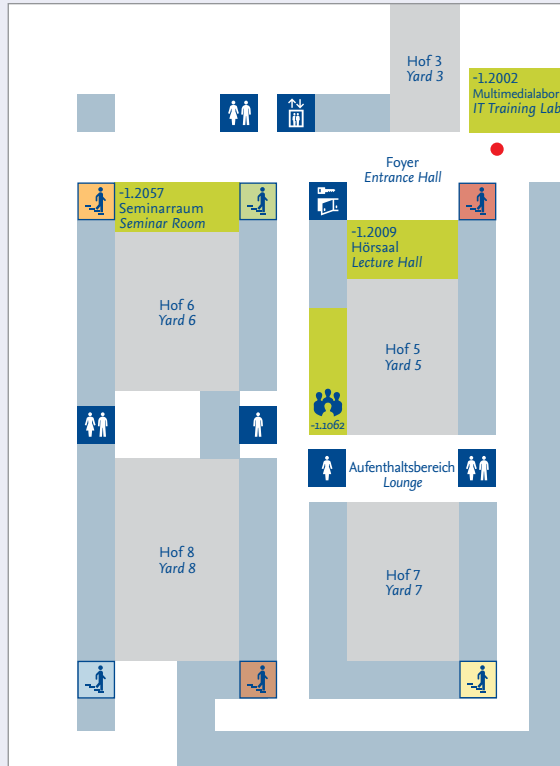 Hof 3
Yard 3
-1.2002
Multimedialabor
IT Training Lab
Foyer
Entrance Hall
-1.2057
Seminarraum
Seminar Room
-1.2009
Hörsaal
Lecture Hall
Hof 6
Yard 6
Hof 5
Yard 5
-1.1062
Aufenthaltsbereich
Lounge
Hof 8
Yard 8
Hof 7
Yard 7